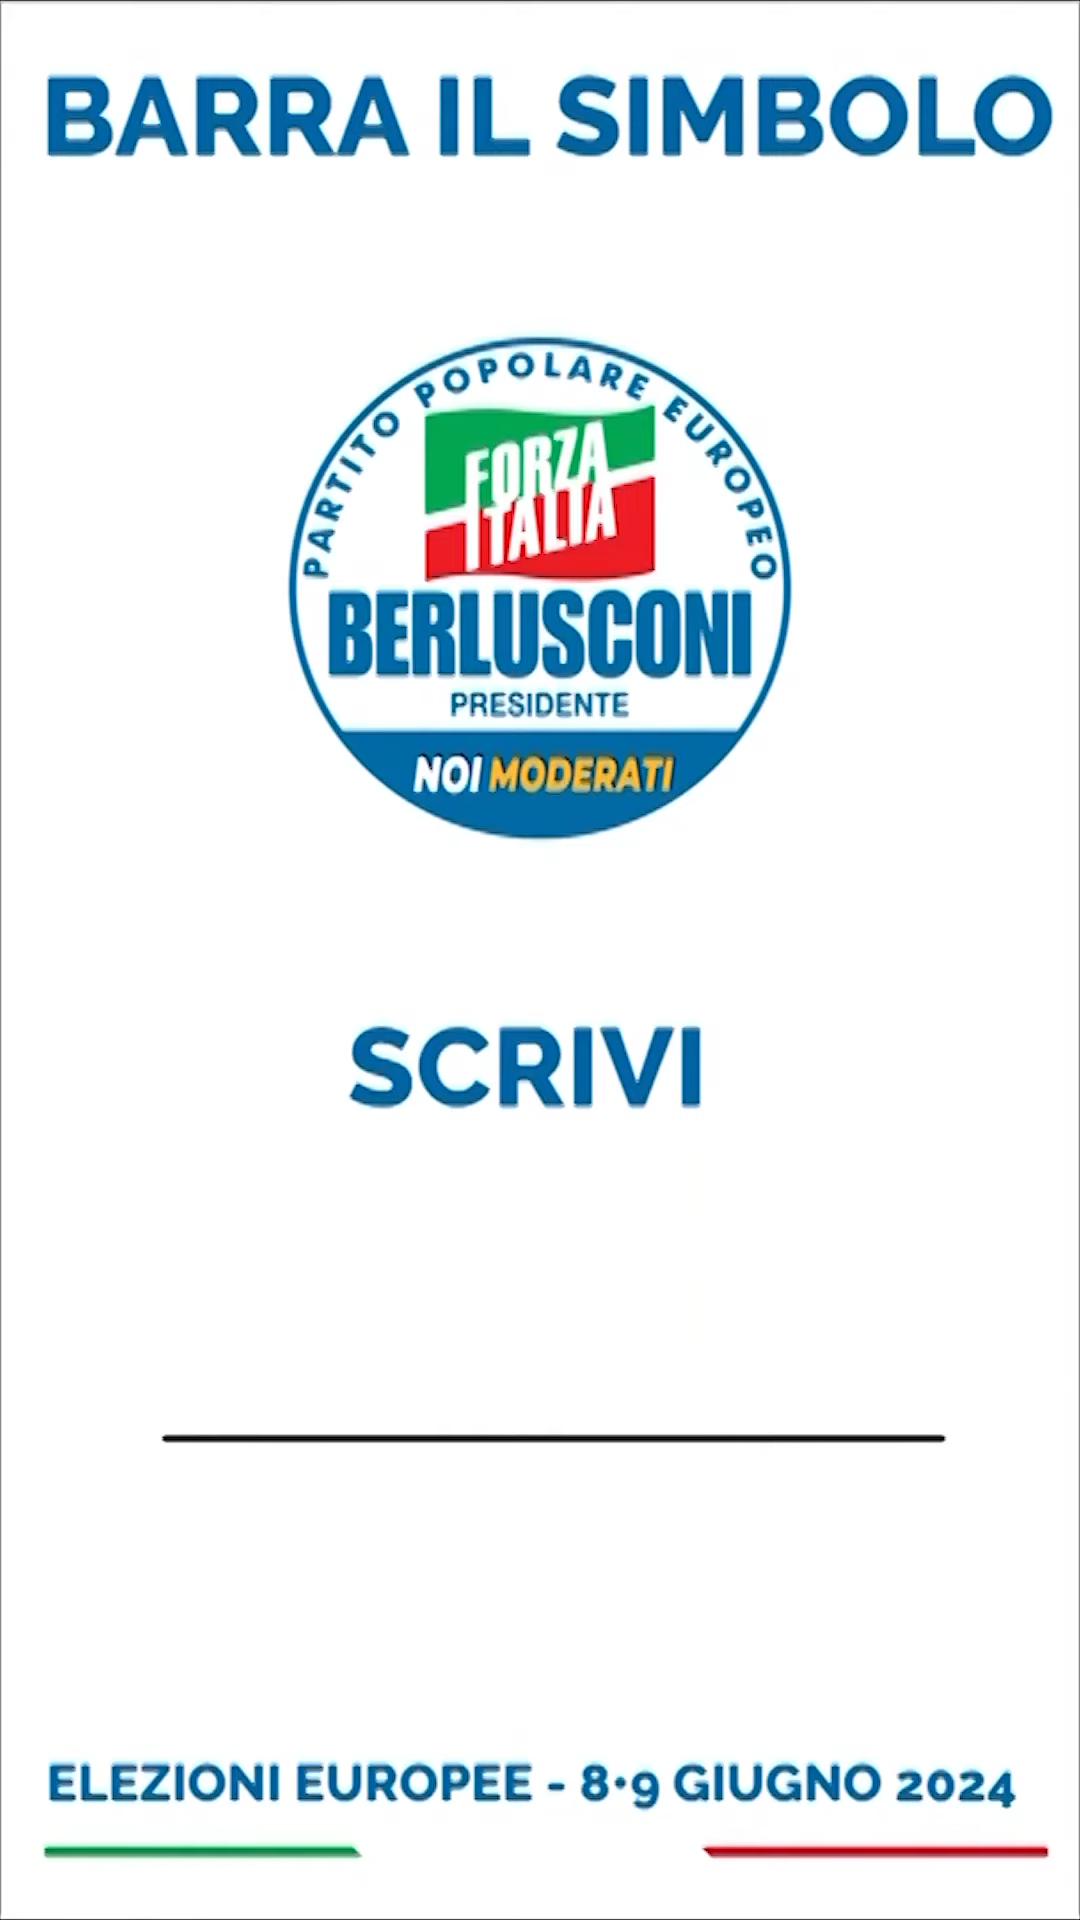 BARRA IL SIMBOLO
PARTITO POPOLARE EUROPEO
FORZA
ITALIA
BERLUSCONI
PRESIDENTE
NOI MODERATI
SCRIVI
ELEZIONI EUROPEE - 8•9 GIUGNO 2024